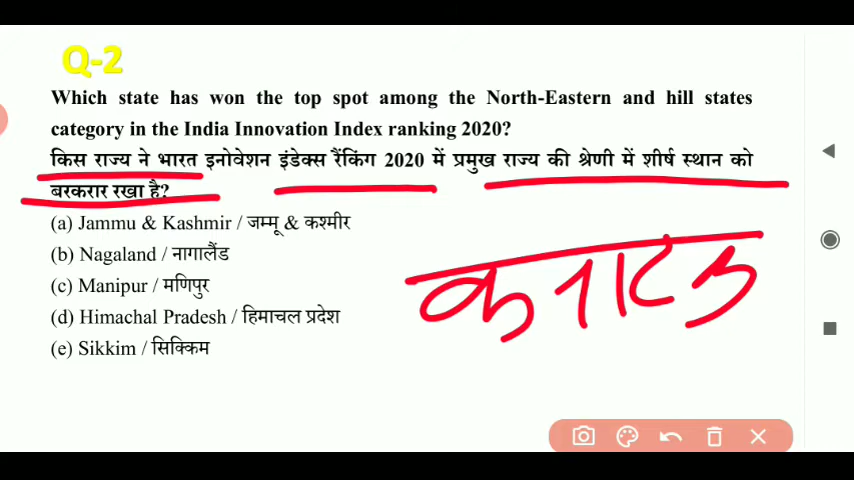 Q-2
Which state has won the top spot among the North-Eastern and hill states
category in the India Innovation Index ranking 2020?
किस राज्य ने भारत इनोवेशन इंडेक्स रैंकिंग 2020 में प्रमुख राज्य की श्रेणी में शीर्ष स्थान को
बरकरार रखा है?
(a) Jammu & Kashmir / जम्मू & कश्मीर
(b) Nagaland / नागालैंड
(c) Manipur / मणिपुर
(d) Himachal Pradesh / हिमाचल प्रदेश
(e) Sikkim / सिक्किम